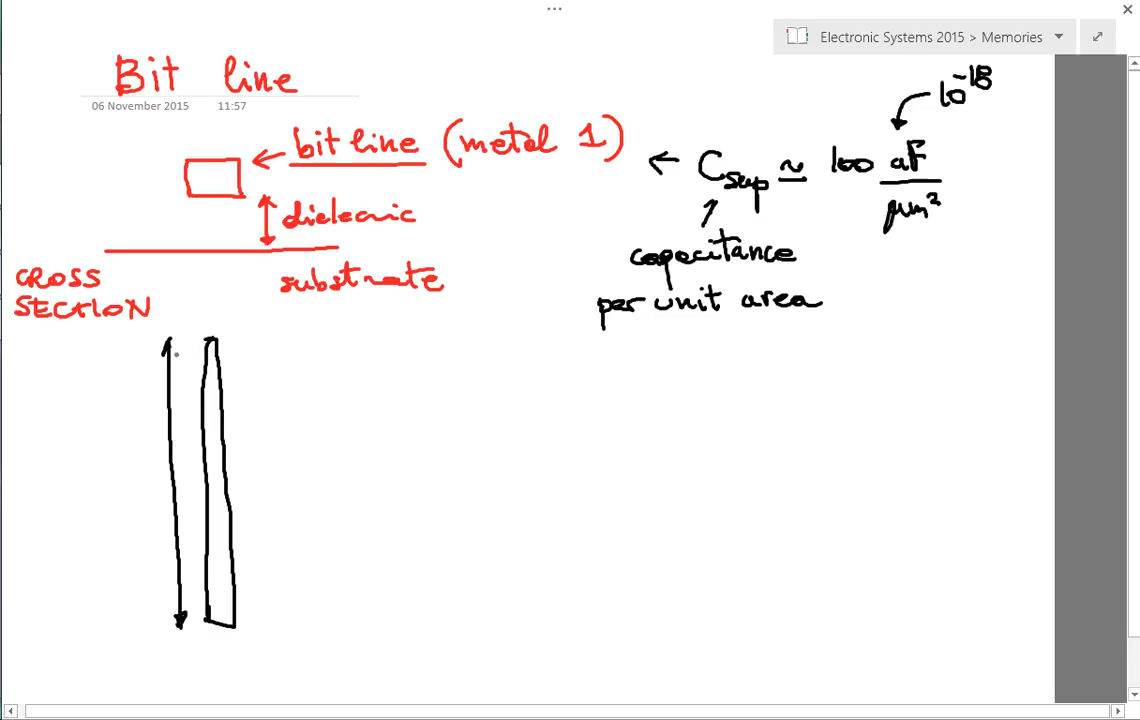 Electronic Systems 2015 > Memories
Bit line
06 November 2015 11:57
10^-18
bit line (metal 1)
← C_sup ≃ 100 aF/μm²
dielectric
capacitance
per unit area
CROSS
SECTION
substrate